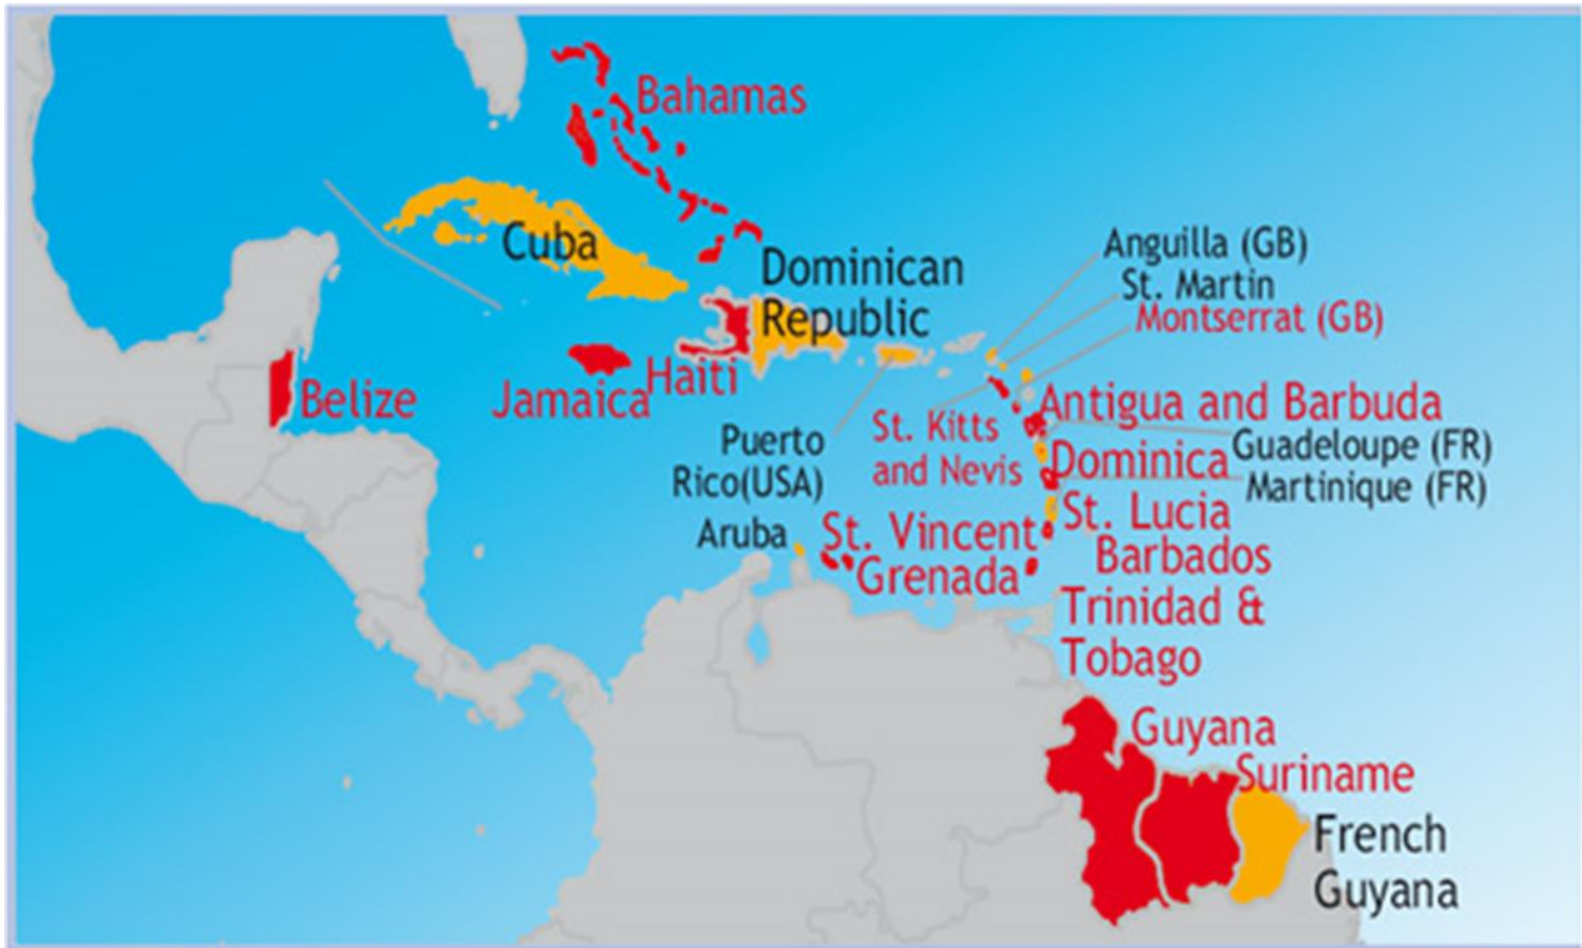 Bahamas
Cuba
Dominican
Republic
Anguilla (GB)
St. Martin
Montserrat (GB)
Belize
Jamaica
Haiti
Antigua and Barbuda
Puerto
Rico(USA)
St. Kitts
and Nevis
Guadeloupe (FR)
Dominica
Martinique (FR)
Aruba
St. Vincent
St. Lucia
Grenada
Barbados
Trinidad &
Tobago
Guyana
Suriname
French
Guyana